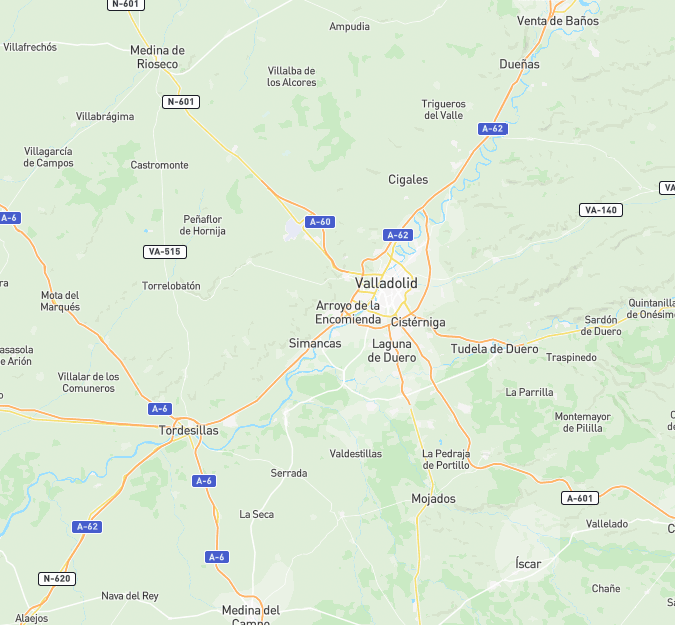 N-601
Ampudia
Venta de Baños
Villafrechós
Medina de
Rioseco
Dueñas
Villalba de
los Alcores
N-601
Trigueros
del Valle
Villabrágima
A-62
Villagarcía
de Campos
Castromonte
Cigales
VA
A-6
Peñaflor
de Hornija
A-60
VA-140
A-62
VA-515
Torrelobatón
Valladolid
Mota del
Marqués
Arroyo de la
Encomienda
Cistérniga
Quintanilla
de Onésimo
Sardón
de Duero
Simancas
Laguna
de Duero
Tudela de Duero
Traspinedo
asasola
e Arión
Villalar de los
Comuneros
La Parrilla
A-6
Montemayor
de Pililla
Tordesillas
Valdestillas
La Pedraja
de Portillo
Serrada
A-6
Mojados
A-601
La Seca
A-62
Vallelado
A-6
Íscar
N-620
Chañe
Nava del Rey
Medina del
Campo
Alaejos